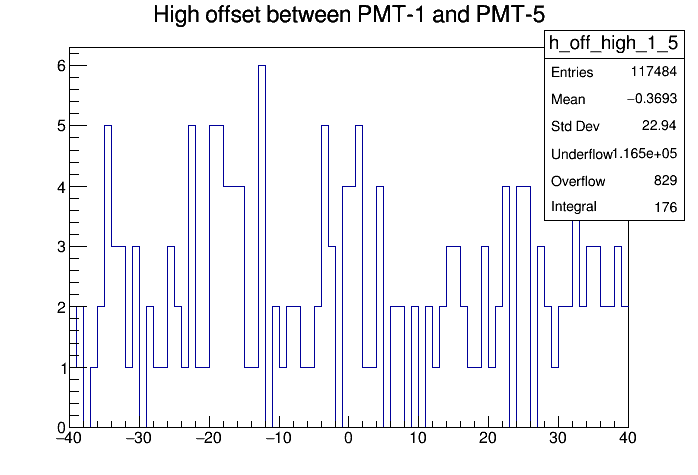 High offset between PMT-1 and PMT-5
h_off_high_1_5
Entries 117484
Mean −0.3693
Std Dev 22.94
Underflow1.165e+05
Overflow 829
Integral 176
6
5
4
3
2
1
0
−40 −30 −20 −10 0 10 20 30 40